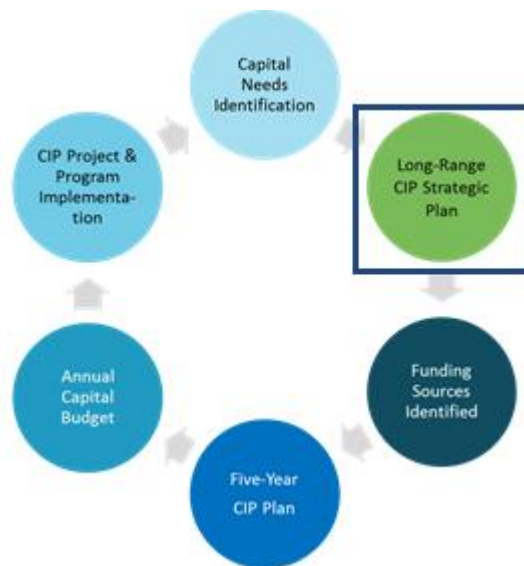 Capital
Needs
Identification
Long-Range
CIP Strategic
Plan
Funding
Sources
Identified
Five-Year
CIP Plan
Annual
Capital
Budget
CIP Project &
Program
Implementa-
tion